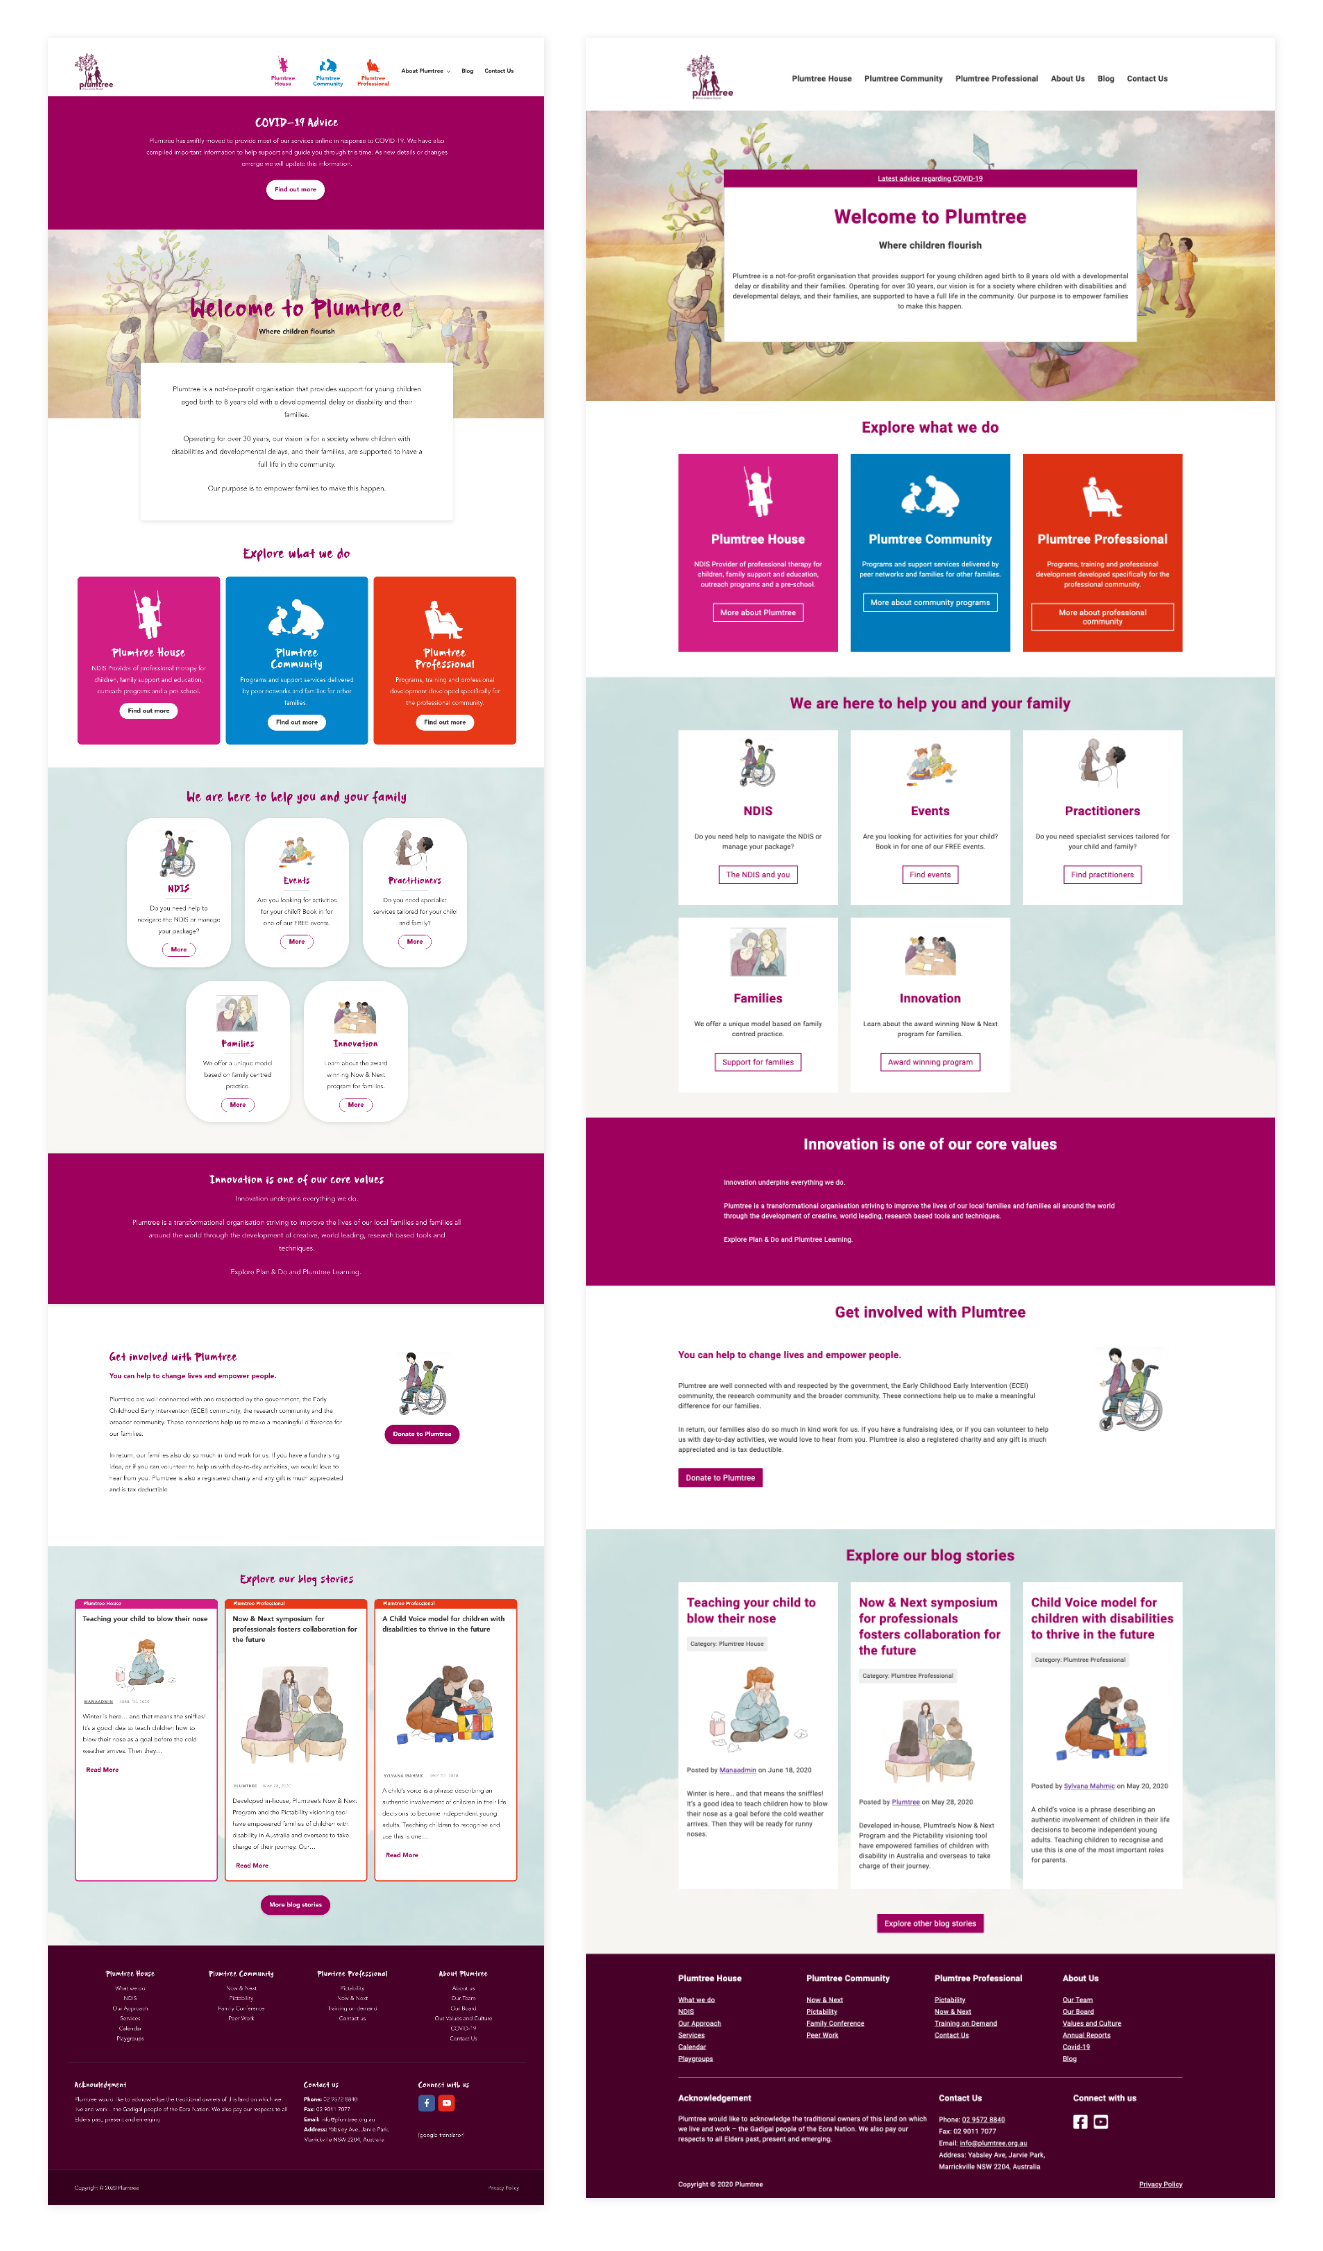 plumtree
Plumtree House
Plumtree Community
Plumtree Professional
About Plumtree
Blog
Contact Us
COVID-19 Advice
Plumtree has swiftly moved to provide most of our services online in response to COVID-19. We have also
compiled important information to help support and guide you through this time. As new details or changes
emerge we will update this information.
Find out more
Welcome to Plumtree
Where children flourish
Plumtree is a not-for-profit organisation that provides support for young children
aged birth to 8 years old with a developmental delay or disability and their
families.
Operating for over 30 years, our vision is for a society where children with
disabilities and developmental delays, and their families, are supported to have a
full life in the community.
Our purpose is to empower families to make this happen.
Explore what we do
Plumtree House
NDIS Provider of professional therapy for
children, family support and education,
outreach programs and a pre-school.
Find out more
Plumtree
Community
Programs and support services delivered
by peer networks and families for other
families.
Find out more
Plumtree
Professional
Programs, training and professional
development developed specifically for
the professional community.
Find out more
We are here to help you and your family
NDIS
Do you need help to
navigate the NDIS or manage
your package?
More
Events
Are you looking for activities
for your child? Book in for
one of our FREE events.
More
Practitioners
Do you need specialist
services tailored for your child
and family?
More
Families
We offer a unique model
based on family centred
practice.
More
Innovation
Learn about the award
winning Now & Next
program for families.
More
Innovation is one of our core values
Innovation underpins everything we do.
Plumtree is a transformational organisation striving to improve the lives of our local families and families all
around the world through the development of creative, world leading, research based tools and
techniques.
Explore Plan & Do and Plumtree Learning.
Get involved with Plumtree
You can help to change lives and empower people.
Plumtree are well connected with and respected by the government, the Early
Childhood Early Intervention (ECEI) community, the research community and the
broader community. These connections help us to make a meaningful difference for
our families.
In return, our families also do so much in kind work for us. If you have a fundraising
idea, or if you can volunteer to help us with day-to-day activities, we would love to
hear from you. Plumtree is also a registered charity and any gift is much appreciated
and is tax deductible
Donate to Plumtree
Explore our blog stories
Plumtree House
Teaching your child to blow their nose
MANAADMIN
Winter is here... and that means the sniffles!
It's a good idea to teach children how to
blow their nose as a goal before the cold
weather arrives. Then they...
Read More
Plumtree Professional
Now & Next symposium for
professionals fosters collaboration for
the future
PLUMTREE
Developed in-house, Plumtree's Now & Next
Program and the Pictability visioning tool
have empowered families of children with
disability in Australia and overseas to take
charge of their journey. Our...
Read More
Plumtree Professional
A Child Voice model for children with
disabilities to thrive in the future
SYLVANA MAHMIC
A child's voice is a phrase describing an
authentic involvement of children in their life
decisions to become independent young
adults. Teaching children to recognise and
use this is one...
Read More
More blog stories
Plumtree House
What we do
NDIS
Our Approach
Services
Calendar
Playgroups
Plumtree Community
Now & Next
Pictability
Family Conference
Peer Work
Plumtree Professional
Pictability
Now & Next
Training on demand
Contact us
About Plumtree
About us
Our Team
Our Board
Our Values and Culture
COVID-19
Contact Us
Acknowledgment
Plumtree would like to acknowledge the traditional owners of this land on which we
live and work – the Gadigal people of the Eora Nation. We also pay our respects to all
Elders past, present and emerging
Contact us
Phone: 02 9572 8840
Fax: 02 9011 7077
Email: info@plumtree.org.au
Address: Yabsley Ave, Jarvie Park,
Marrickville NSW 2204, Australia
Connect with us
[google-translator]
Copyright © 2020 Plumtree
Privacy Policy
plumtree
Plumtree House
Plumtree Community
Plumtree Professional
About Us
Blog
Contact Us
Latest advice regarding COVID-19
Welcome to Plumtree
Where children flourish
Plumtree is a not-for-profit organisation that provides support for young children aged birth to 8 years old with a developmental
delay or disability and their families. Operating for over 30 years, our vision is for a society where children with disabilities and
developmental delays, and their families, are supported to have a full life in the community. Our purpose is to empower families
to make this happen.
Explore what we do
Plumtree House
NDIS Provider of professional therapy for
children, family support and education,
outreach programs and a pre-school.
More about Plumtree
Plumtree Community
Programs and support services delivered by
peer networks and families for other families.
More about community programs
Plumtree Professional
Programs, training and professional
development developed specifically for the
professional community.
More about professional
community
We are here to help you and your family
NDIS
Do you need help to navigate the NDIS or
manage your package?
The NDIS and you
Events
Are you looking for activities for your child?
Book in for one of our FREE events.
Find events
Practitioners
Do you need specialist services tailored for
your child and family?
Find practitioners
Families
We offer a unique model based on family
centred practice.
Support for families
Innovation
Learn about the award winning Now & Next
program for families.
Award winning program
Innovation is one of our core values
Innovation underpins everything we do.
Plumtree is a transformational organisation striving to improve the lives of our local families and families all around the world
through the development of creative, world leading, research based tools and techniques.
Explore Plan & Do and Plumtree Learning.
Get involved with Plumtree
You can help to change lives and empower people.
Plumtree are well connected with and respected by the government, the Early Childhood Early Intervention (ECEI)
community, the research community and the broader community. These connections help us to make a meaningful
difference for our families.
In return, our families also do so much in kind work for us. If you have a fundraising idea, or if you can volunteer to help
us with day-to-day activities, we would love to hear from you. Plumtree is also a registered charity and any gift is much
appreciated and is tax deductible.
Donate to Plumtree
Explore our blog stories
Teaching your child to
blow their nose
Category: Plumtree House
Posted by Manaadmin on June 18, 2020
Winter is here... and that means the sniffles!
It's a good idea to teach children how to blow
their nose as a goal before the cold weather
arrives. Then they will be ready for runny
noses.
Now & Next symposium
for professionals
fosters collaboration for
the future
Category: Plumtree Professional
Posted by Plumtree on May 28, 2020
Developed in-house, Plumtree's Now & Next
Program and the Pictability visioning tool
have empowered families of children with
disability in Australia and overseas to take
charge of their journey.
Child Voice model for
children with disabilities
to thrive in the future
Category: Plumtree Professional
Posted by Sylvana Mahmic on May 20, 2020
A child's voice is a phrase describing an
authentic involvement of children in their life
decisions to become independent young
adults. Teaching children to recognise and
use this is one of the most important roles
for parents.
Explore other blog stories
Plumtree House
What we do
NDIS
Our Approach
Services
Calendar
Playgroups
Plumtree Community
Now & Next
Pictability
Family Conference
Peer Work
Plumtree Professional
Pictability
Now & Next
Training on Demand
Contact Us
About Us
Our Team
Our Board
Values and Culture
Annual Reports
Covid-19
Blog
Acknowledgement
Plumtree would like to acknowledge the traditional owners of this land on which
we live and work – the Gadigal people of the Eora Nation. We also pay our
respects to all Elders past, present and emerging.
Contact Us
Phone: 02 9572 8840
Fax: 02 9011 7077
Email: info@plumtree.org.au
Address: Yabsley Ave, Jarvie Park,
Marrickville NSW 2204, Australia
Connect with us
Copyright © 2020 Plumtree
Privacy Policy